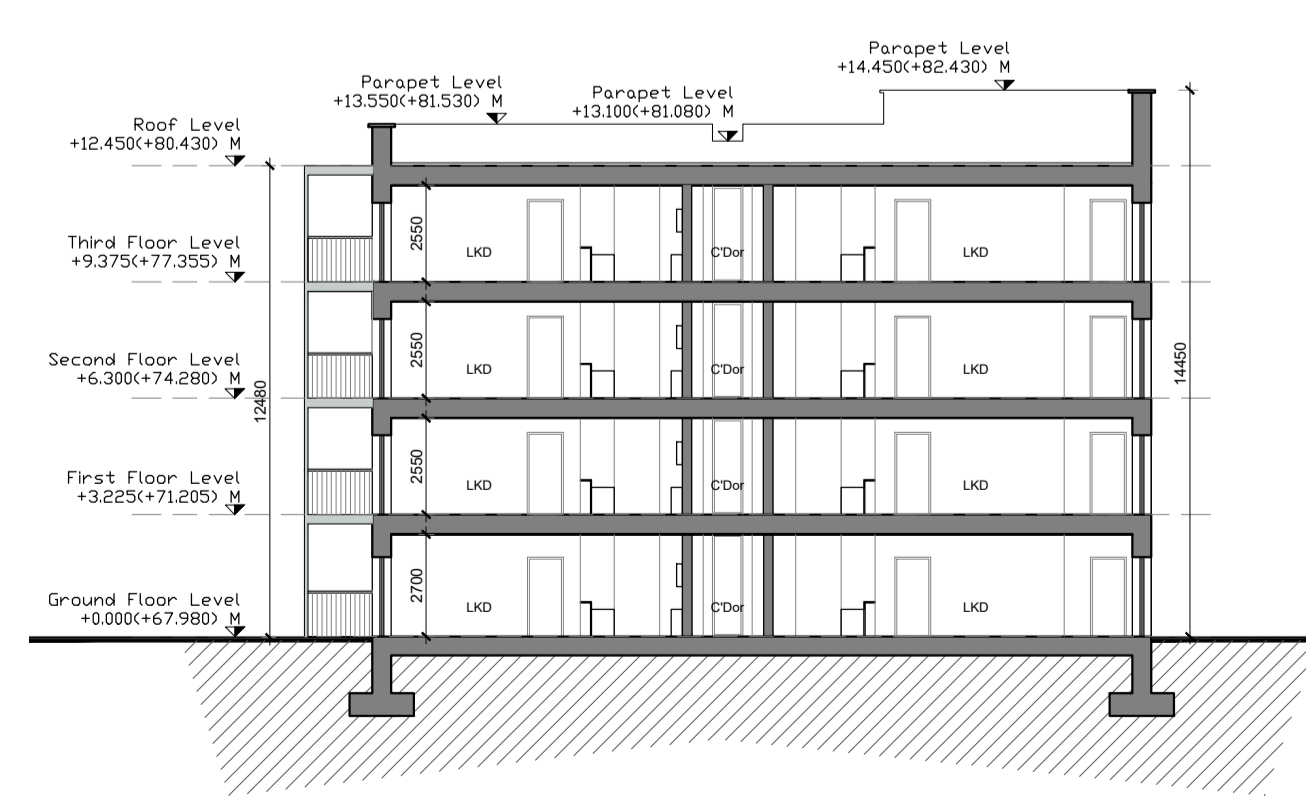 Parapet Level
+14.450(+82.430) M
Parapet Level
+13.550(+81.530) M
Parapet Level
+13.100(+81.080) M
Roof Level
+12.450(+80.430) M
2550
LKD
C'Dor
LKD
Third Floor Level
+9.375(+77.355) M
2550
LKD
C'Dor
LKD
14450
Second Floor Level
+6.300(+74.280) M
12480
2550
LKD
C'Dor
LKD
First Floor Level
+3.225(+71.205) M
2700
LKD
C'Dor
LKD
Ground Floor Level
+0.000(+67.980) M